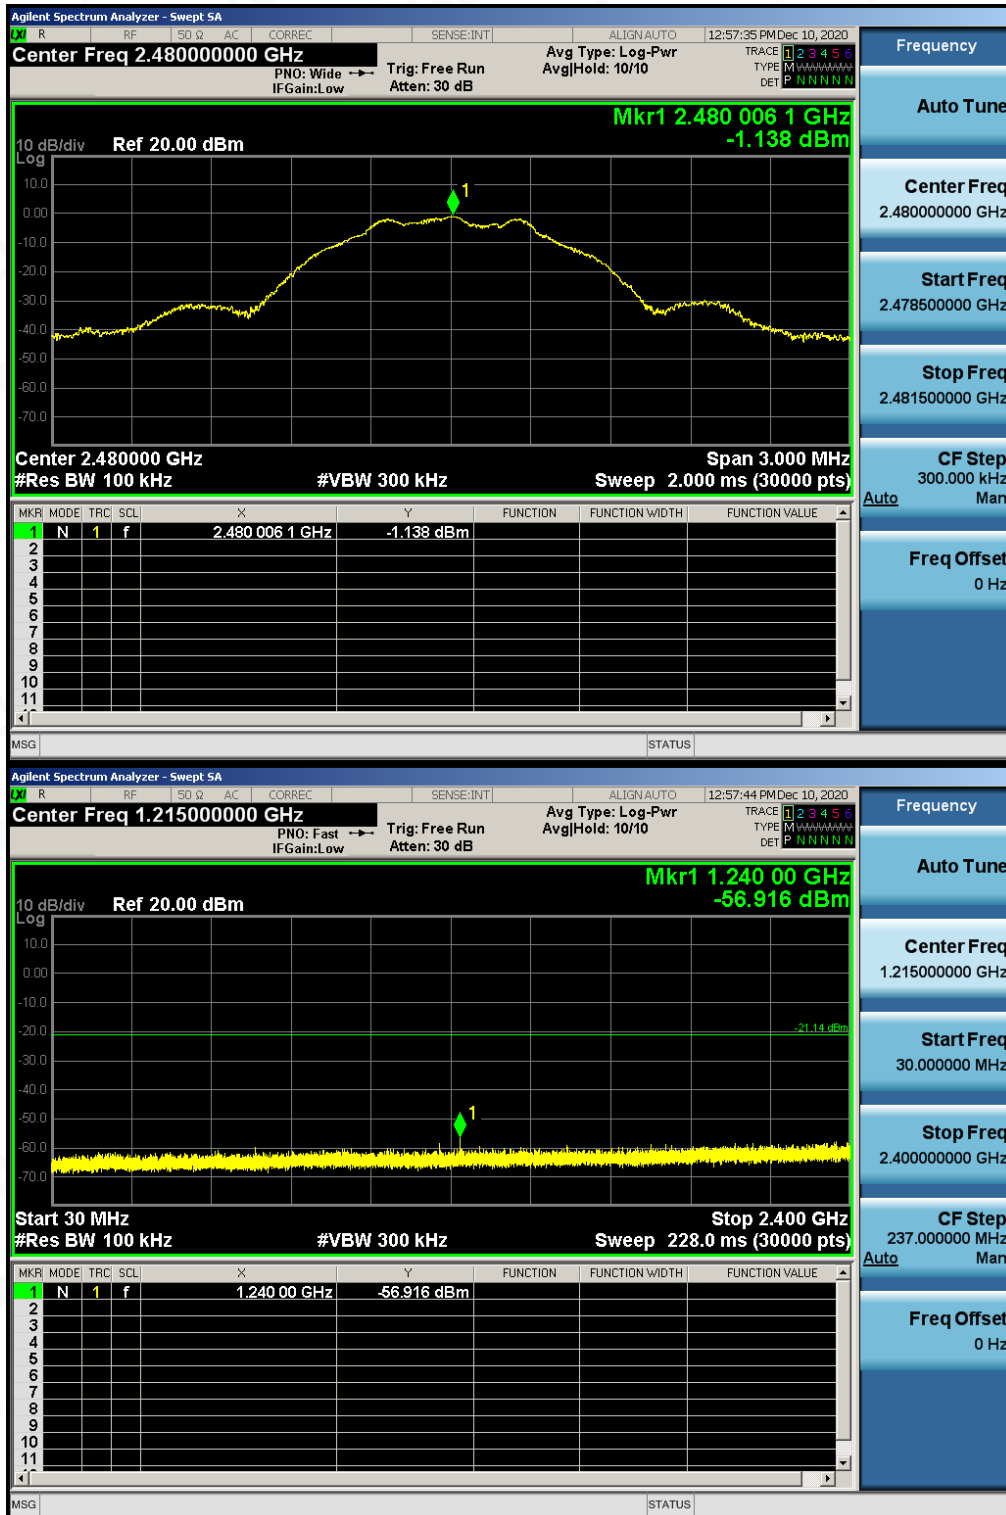 Agilent Spectrum Analyzer - Swept SA
LXI R RF 50 Ω AC CORREC SENSE:INT ALIGN AUTO 12:57:35 PM Dec 10, 2020
Center Freq 2.480000000 GHz
PNO: Wide Trig: Free Run Avg Type: Log-Pwr TRACE 1 2 3 4 5 6
IFGain:Low Atten: 30 dB Avg|Hold: 10/10 TYPE M WWWWW
DET P N N N N N
Mkr1 2.480 006 1 GHz
-1.138 dBm
10 dB/div Ref 20.00 dBm
Log
10.0
0.00
-10.0
-20.0
-30.0
-40.0
-50.0
-60.0
-70.0
1
Center 2.480000 GHz Span 3.000 MHz
#Res BW 100 kHz #VBW 300 kHz Sweep 2.000 ms (30000 pts)
MKR MODE TRC SCL X Y FUNCTION FUNCTION WIDTH FUNCTION VALUE
1 N 1 f 2.480 006 1 GHz -1.138 dBm
2
3
4
5
6
7
8
9
10
11
MSG STATUS
Frequency
Auto Tune
Center Freq
2.480000000 GHz
Start Freq
2.478500000 GHz
Stop Freq
2.481500000 GHz
CF Step
300.000 kHz
Auto Man
Freq Offset
0 Hz
Agilent Spectrum Analyzer - Swept SA
LXI R RF 50 Ω AC CORREC SENSE:INT ALIGN AUTO 12:57:44 PM Dec 10, 2020
Center Freq 1.215000000 GHz
PNO: Fast Trig: Free Run Avg Type: Log-Pwr TRACE 1 2 3 4 5 6
IFGain:Low Atten: 30 dB Avg|Hold: 10/10 TYPE M WWWWW
DET P N N N N N
Mkr1 1.240 00 GHz
-56.916 dBm
10 dB/div Ref 20.00 dBm
Log
10.0
0.00
-10.0
-20.0
-30.0
-40.0
-50.0
-60.0
-70.0
-21.14 dBm
1
Start 30 MHz Stop 2.400 GHz
#Res BW 100 kHz #VBW 300 kHz Sweep 228.0 ms (30000 pts)
MKR MODE TRC SCL X Y FUNCTION FUNCTION WIDTH FUNCTION VALUE
1 N 1 f 1.240 00 GHz -56.916 dBm
2
3
4
5
6
7
8
9
10
11
MSG STATUS
Frequency
Auto Tune
Center Freq
1.215000000 GHz
Start Freq
30.000000 MHz
Stop Freq
2.400000000 GHz
CF Step
237.000000 MHz
Auto Man
Freq Offset
0 Hz